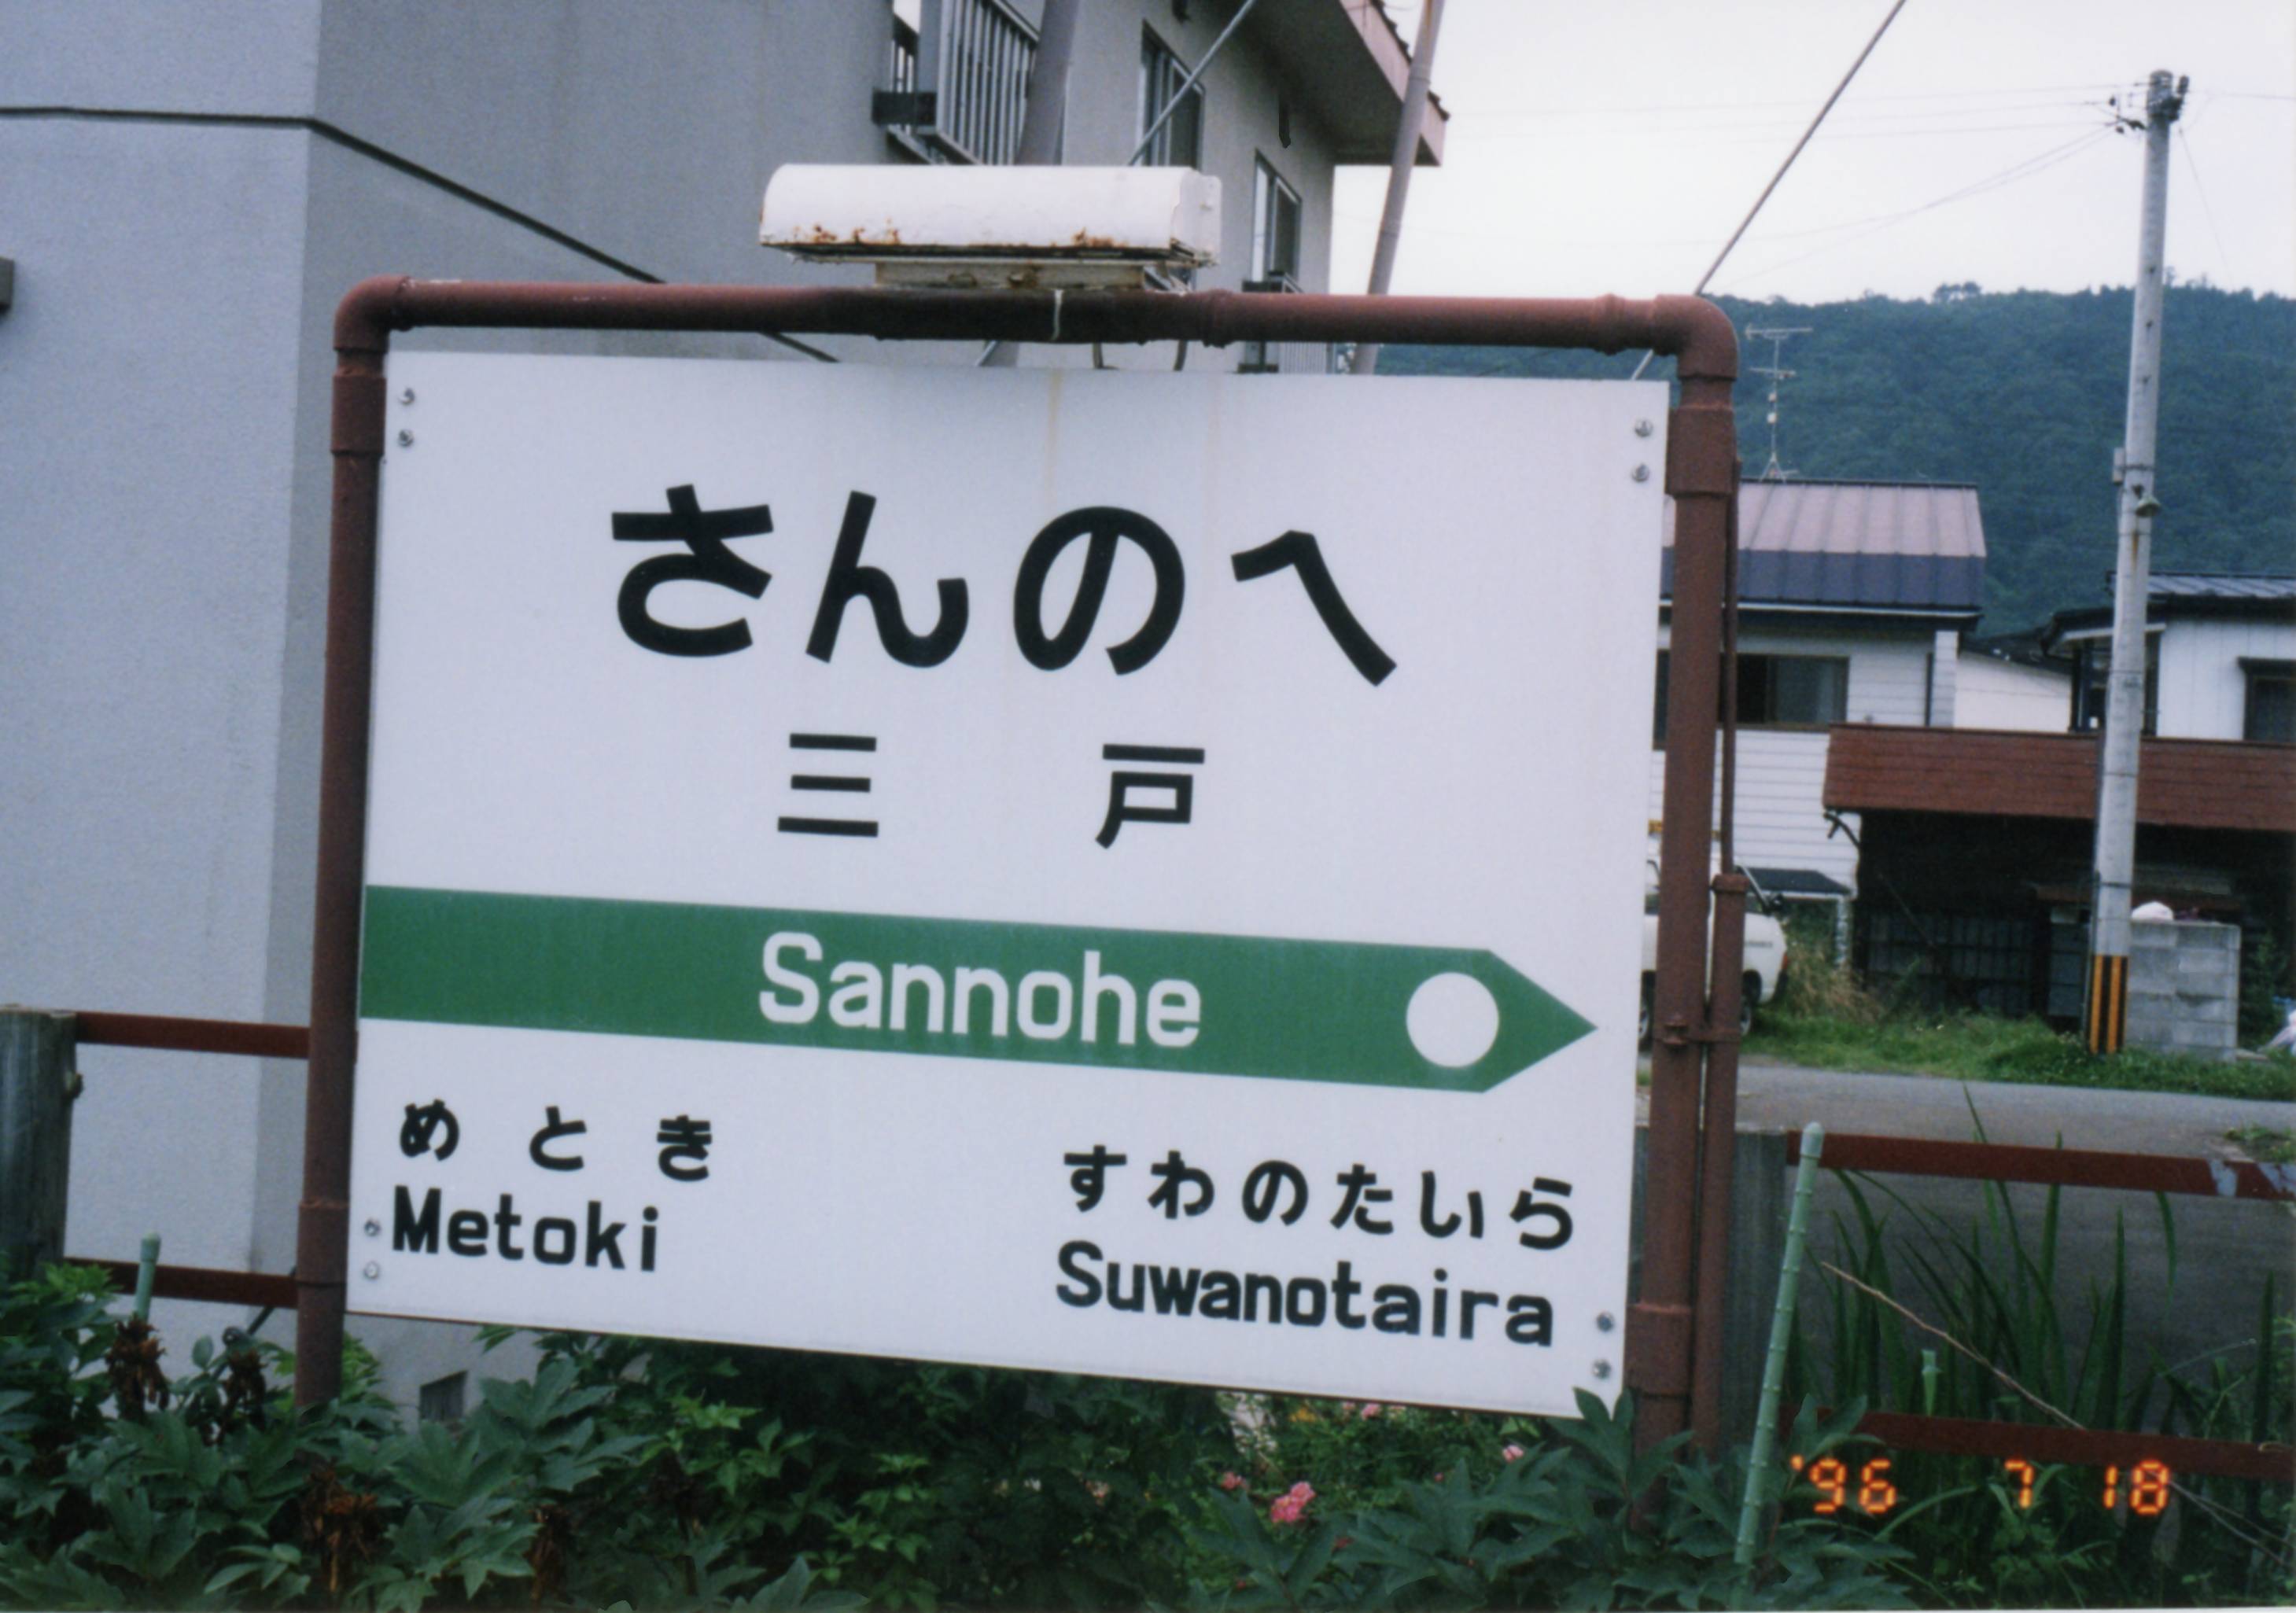 さんのへ
三戸
Sannohe
めとき
Metoki
すわのたいら
Suwanotaira
'96 7 18